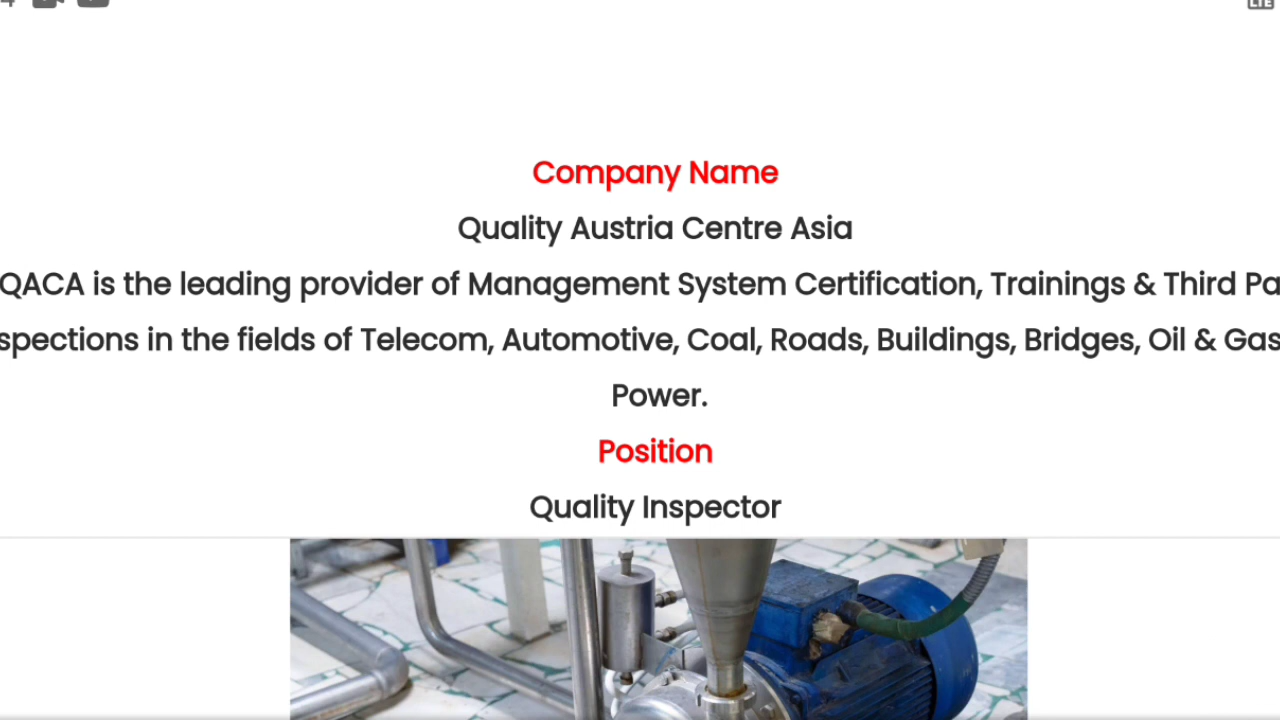 LTE
Company Name
Quality Austria Centre Asia
QACA is the leading provider of Management System Certification, Trainings & Third Pa
spections in the fields of Telecom, Automotive, Coal, Roads, Buildings, Bridges, Oil & Gas
Power.
Position
Quality Inspector